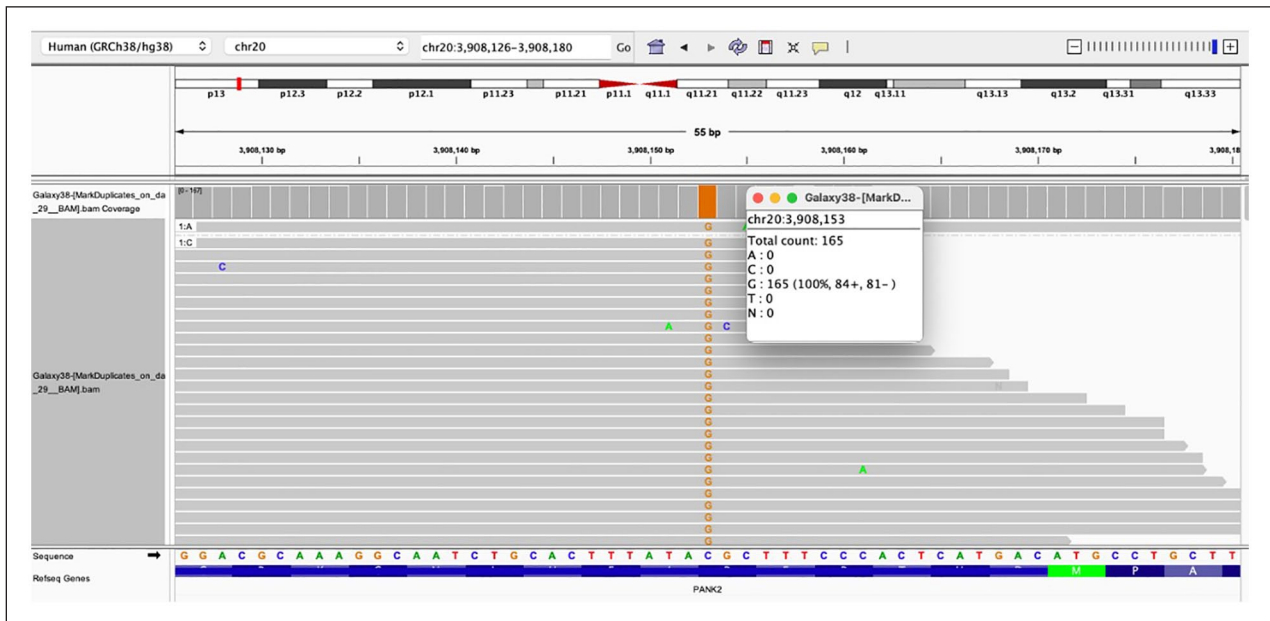 Human (GRCh38/hg38) chr20 chr20:3,908,126-3,908,180 Go
p13 p12.3 p12.2 p12.1 p11.23 p11.21 p11.1 q11.1 q11.21 q11.22 q11.23 q12 q13.11 q13.13 q13.2 q13.31 q13.33
55 bp
3,908,130 bp 3,908,140 bp 3,908,150 bp 3,908,160 bp 3,908,170 bp 3,908,18
Galaxy38-[MarkDuplicates_on_da
_29__BAM].bam Coverage
[0 - 167]
Galaxy38-[MarkD...
chr20:3,908,153
Total count: 165
A : 0
C : 0
G : 165 (100%, 84+, 81- )
T : 0
N : 0
1:A G A
1:C G
G
C G
G
G
G
G
A G C
G
G
G
G
G N
G
G
G
G
G
G
G A
G
G
G
G
G
G
Galaxy38-[MarkDuplicates_on_da
_29__BAM].bam
Sequence G G A C G C A A A G G C A A T C T G C A C T T T A T A C G C T T T C C C A C T C A T G A C A T G C C T G C T T
Refseq Genes
M P A
PANK2